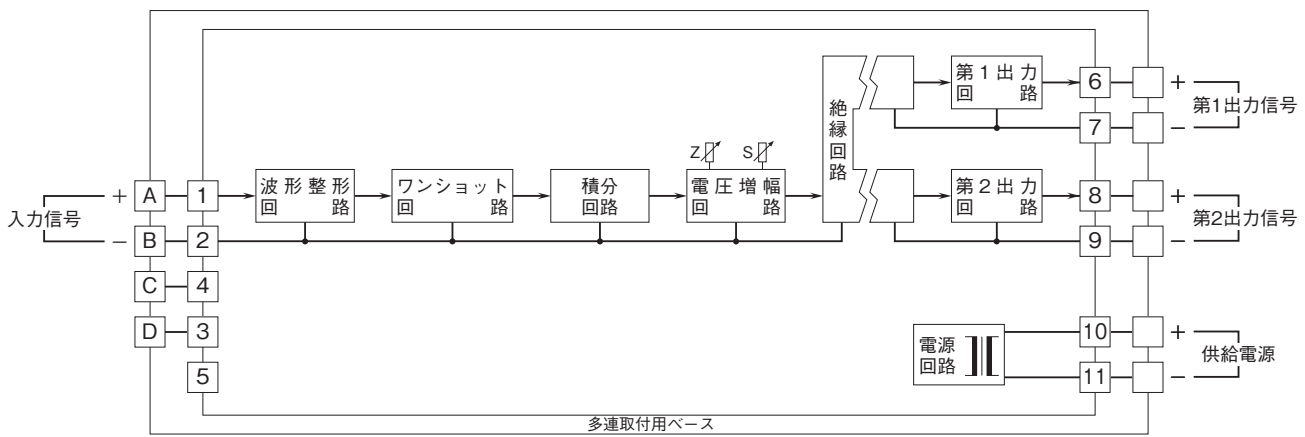 絶縁回路
第1出力
回路
6
+
7
−
第1出力信号
Z
S
入力信号
+
A
1
波形整形
回路
ワンショット
回路
積分
回路
電圧増幅
回路
第2出力
回路
8
+
−
B
2
9
−
第2出力信号
C
4
D
3
5
電源
回路
10
+
11
−
供給電源
多連取付用ベース